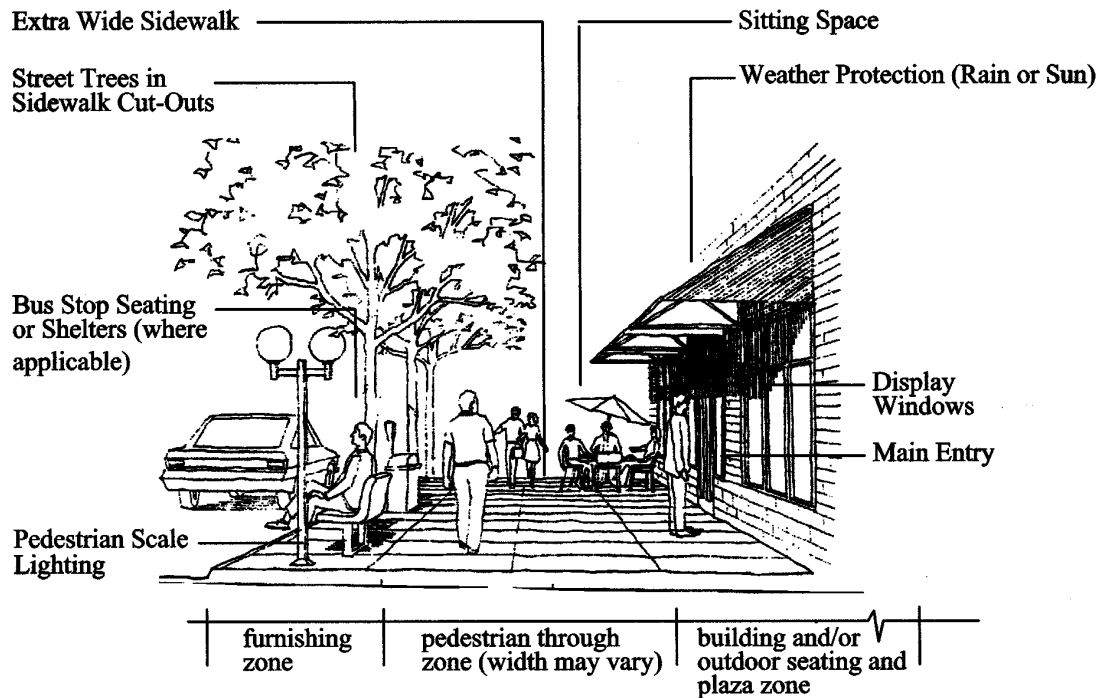 Extra Wide Sidewalk
Sitting Space
Street Trees in
Sidewalk Cut-Outs
Weather Protection (Rain or Sun)
Bus Stop Seating
or Shelters (where
applicable)
Display
Windows
Main Entry
Pedestrian Scale
Lighting
furnishing
zone
pedestrian through
zone (width may vary)
building and/or
outdoor seating and
plaza zone